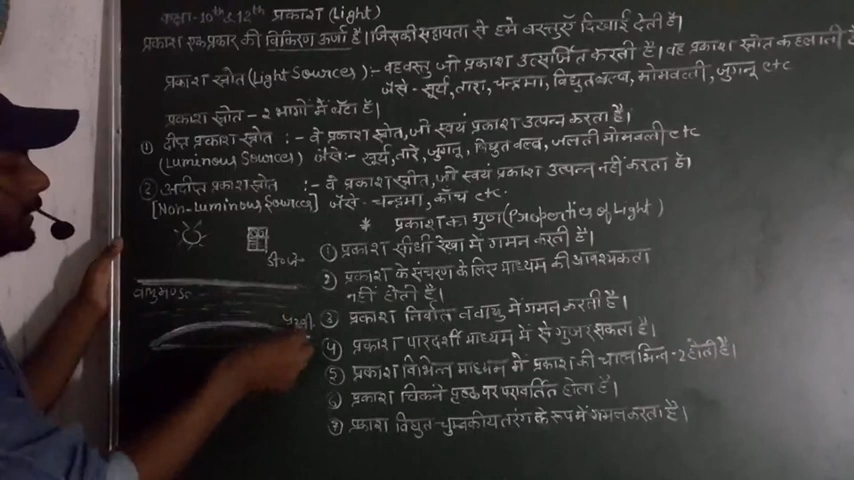 कक्षा-10th & 12th प्रकाश (Light)
प्रकाश एक प्रकार की विकिरण ऊर्जा है। जिसकी सहायता से हमे वस्तुएँ दिखाई देती है।
प्रकाश स्रोत (Light Sources) :- वह वस्तु जो प्रकाश उत्सर्जित करती है। वह प्रकाश स्रोत कहलाती है
जैसे - सूर्य, तारा, चन्द्रमा, विद्युत बल्ब, मोमबत्ती, जुगनू etc
प्रकाश स्रोत - 2 भागों में बँटा है।
① दीप्त प्रकाश स्रोत :- वे प्रकाश स्रोत, जो स्वयं प्रकाश उत्पन्न करता है।
(Luminous Sources) जैसे:- सूर्य, तारे, जुगनू, विद्युत बल्ब, जलती मोमबत्ती etc
② अदीप्त प्रकाश स्रोत :- वे प्रकाश स्रोत, जो स्वयं प्रकाश उत्पन्न नहीं करता है।
[Non-Luminous Sources] जैसे - चन्द्रमा, काँच etc.
* प्रकाश का गुण (Properties of Light)
① प्रकाश सीधी रेखा में गमन करती है।
② प्रकाश के संचरण के लिए माध्यम की आवश्यकता
नहीं होती है।
③ प्रकाश निर्वात व वायु में गमन करती है।
④ प्रकाश पारदर्शी माध्यम में से गुजर सकता है।
⑤ प्रकाश विभिन्न माध्यम में प्रकाश की चाल भिन्न-2 होती है।
⑥ प्रकाश चिकने पृष्ठ पर परावर्तित होता है।
⑦ प्रकाश विद्युत-चुम्बकीय तरंग के रूप में गमन करता है।
वायुमण्डल
पृथ्वी